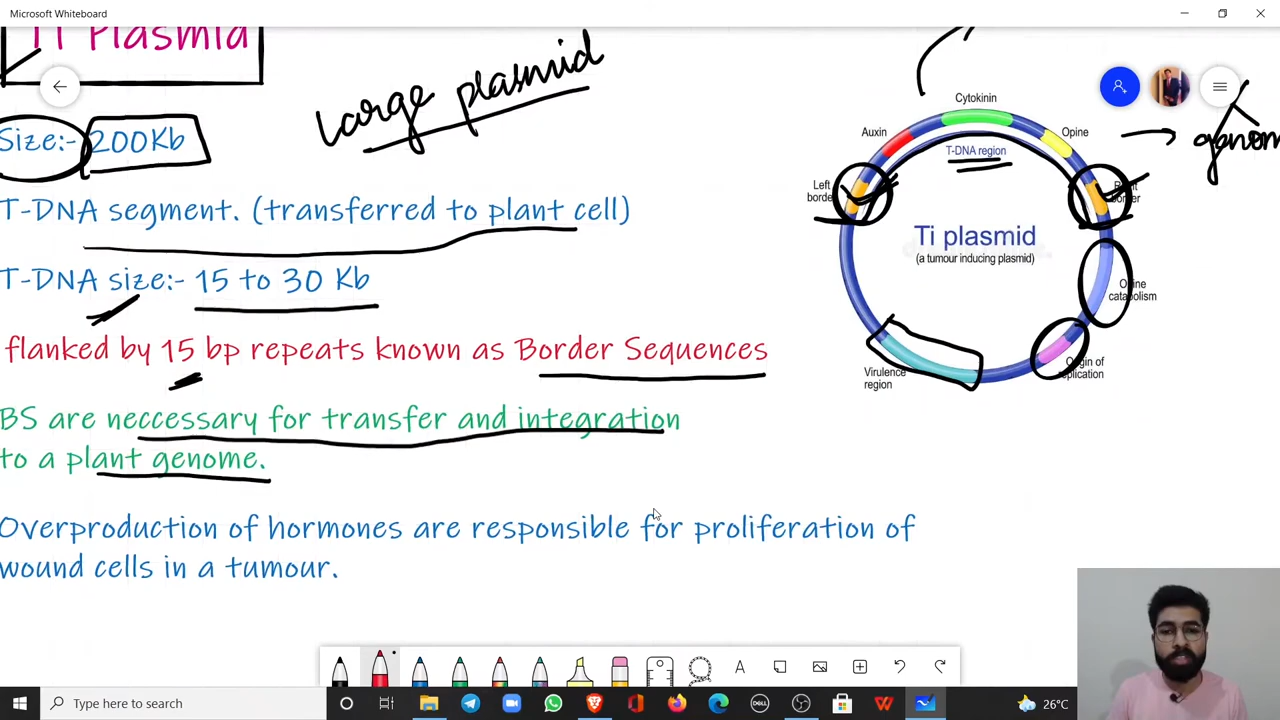 Microsoft Whiteboard
Ti Plasmid
large plasmid
Size:- 200Kb
T-DNA segment. (transferred to plant cell)
T-DNA size:- 15 to 30 Kb
flanked by 15 bp repeats known as Border Sequences
BS are neccessary for transfer and integration
to a plant genome.
Overproduction of hormones are responsible for proliferation of
wound cells in a tumour.
Cytokinin
Auxin
Opine
T-DNA region
Left
border
Right
border
Ti plasmid
(a tumour inducing plasmid)
Opine
catabolism
Origin of
replication
Virulence
region
A
Type here to search
DELL
26°C